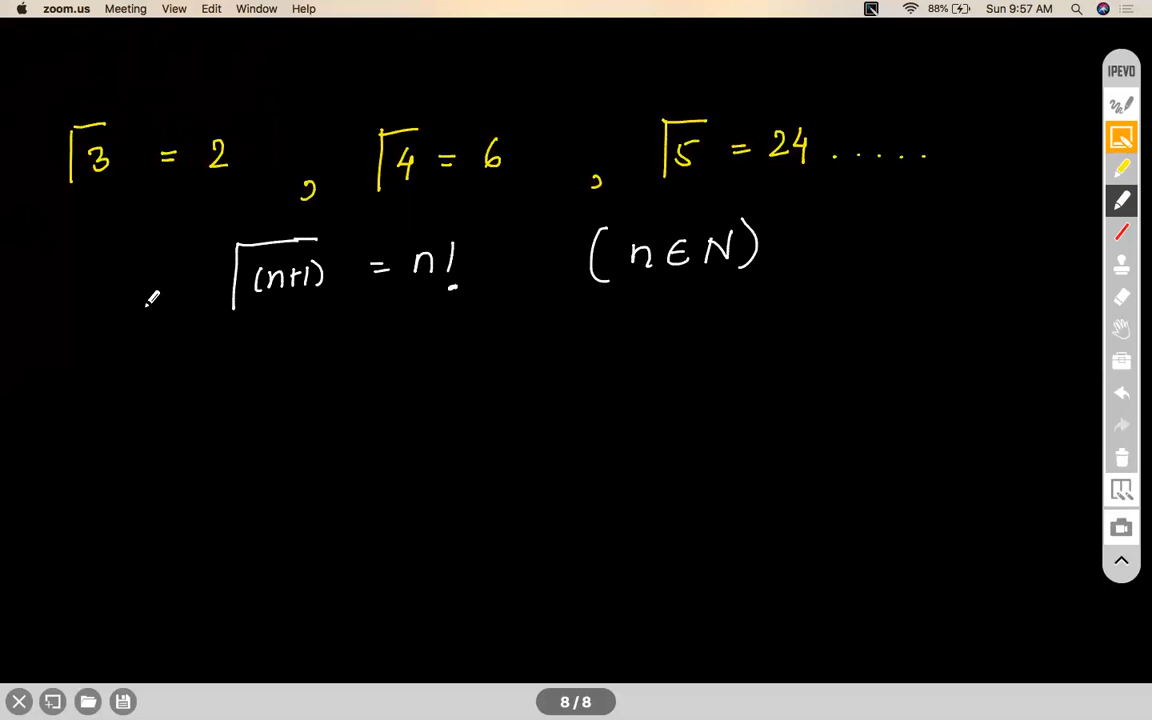 zoom.us Meeting View Edit Window Help 88% Sun 9:57 AM
IPEVO
Γ3 = 2 , Γ4 = 6 , Γ5 = 24 .....
Γ(n+1) = n! (n∈N)
8/8